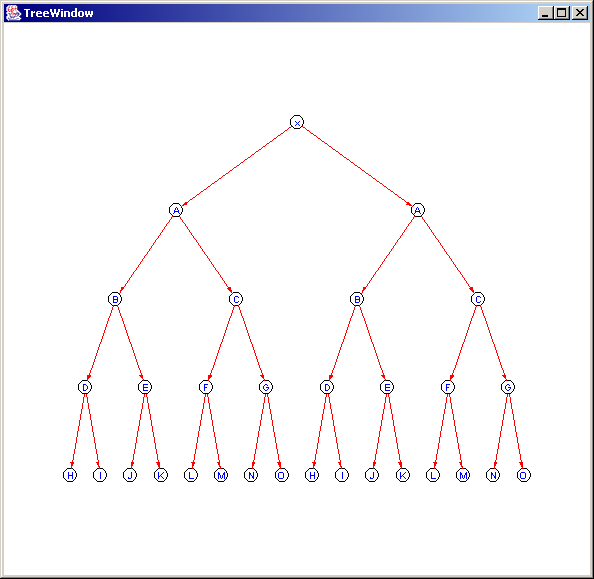 TreeWindow
x
A A
B C B C
D E F G D E F G
H I J K L M N O H I J K L M N O